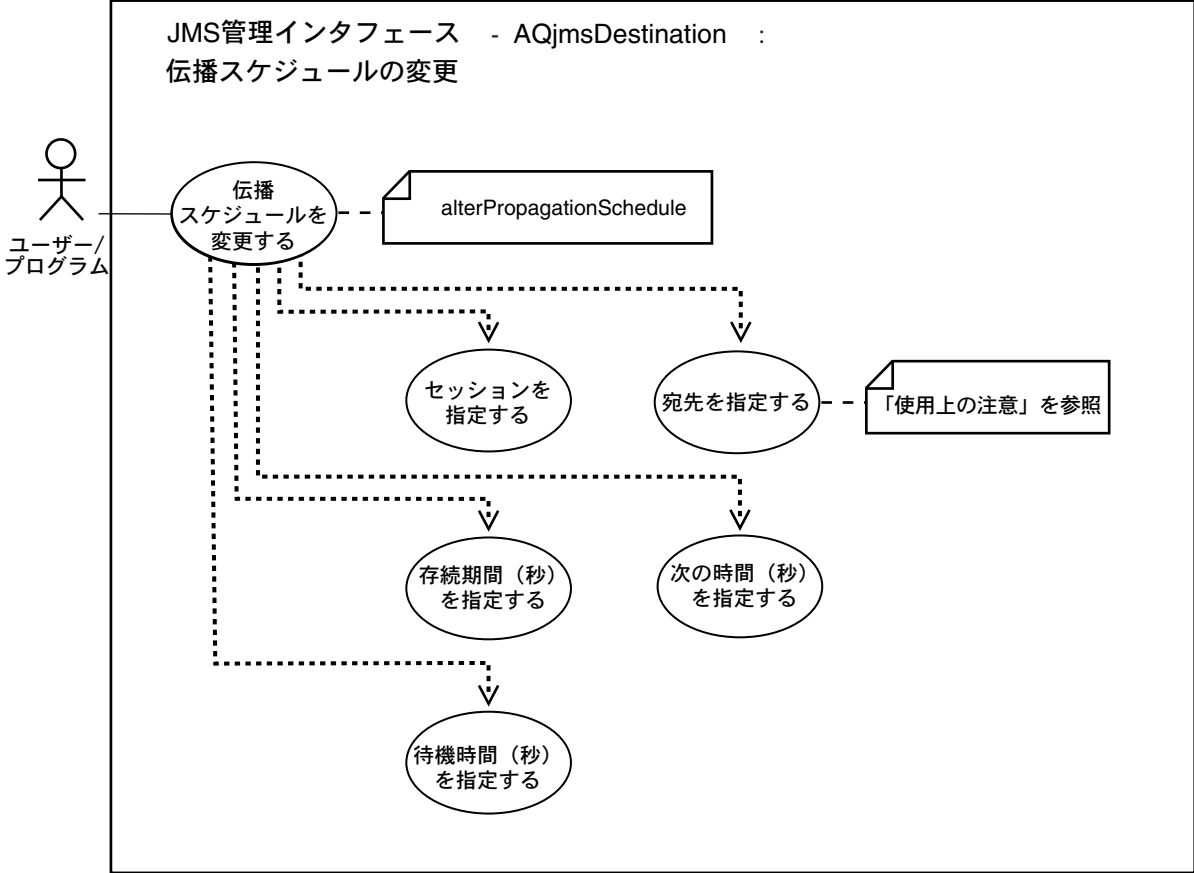 JMS管理インタフェース - AQjmsDestination :
伝播スケジュールの変更
伝播
スケジュールを
変更する
alterPropagationSchedule
ユーザー/
プログラム
セッションを
指定する
宛先を指定する
「使用上の注意」を参照
存続期間（秒）
を指定する
次の時間（秒）
を指定する
待機時間（秒）
を指定する